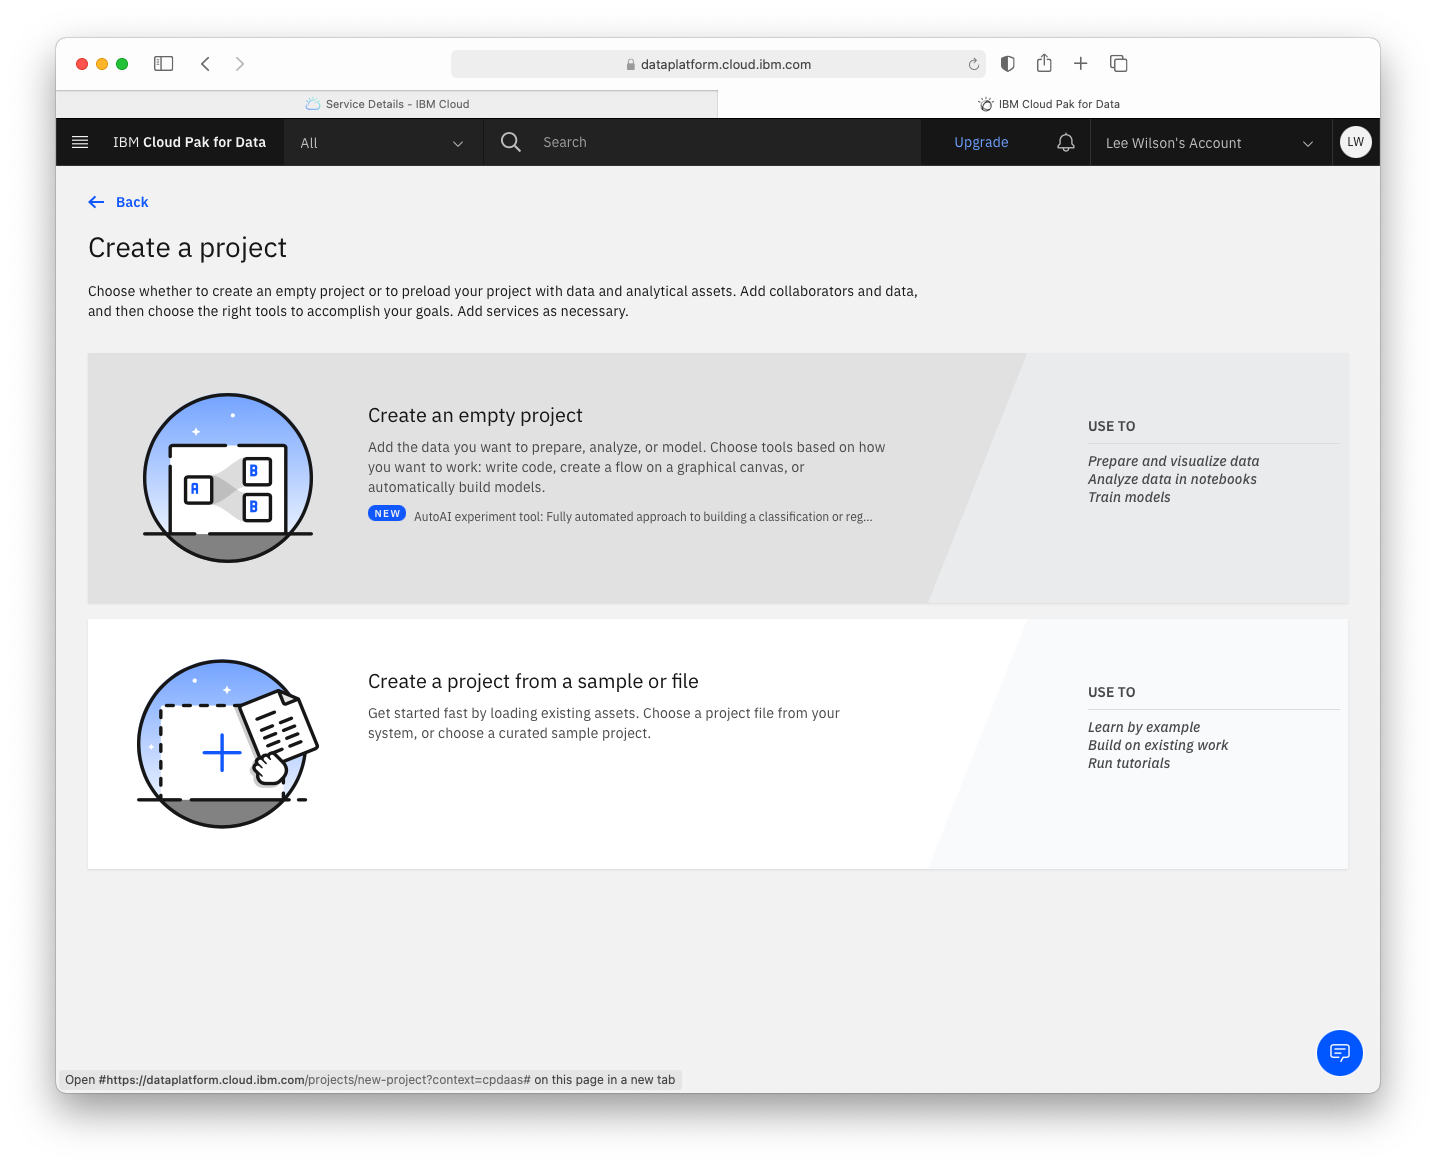 dataplatform.cloud.ibm.com
Service Details - IBM Cloud
IBM Cloud Pak for Data
IBM Cloud Pak for Data
All
Search
Upgrade
Lee Wilson's Account
LW
Back
Create a project
Choose whether to create an empty project or to preload your project with data and analytical assets. Add collaborators and data,
and then choose the right tools to accomplish your goals. Add services as necessary.
A
B
B
Create an empty project
Add the data you want to prepare, analyze, or model. Choose tools based on how
you want to work: write code, create a flow on a graphical canvas, or
automatically build models.
NEW AutoAI experiment tool: Fully automated approach to building a classification or reg...
USE TO
Prepare and visualize data
Analyze data in notebooks
Train models
Create a project from a sample or file
Get started fast by loading existing assets. Choose a project file from your
system, or choose a curated sample project.
USE TO
Learn by example
Build on existing work
Run tutorials
Open #https://dataplatform.cloud.ibm.com/projects/new-project?context=cpdaas# on this page in a new tab